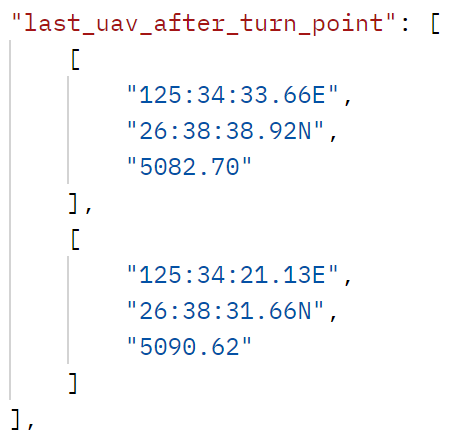 "last_uav_after_turn_point": [
[
"125:34:33.66E",
"26:38:38.92N",
"5082.70"
],
[
"125:34:21.13E",
"26:38:31.66N",
"5090.62"
]
],